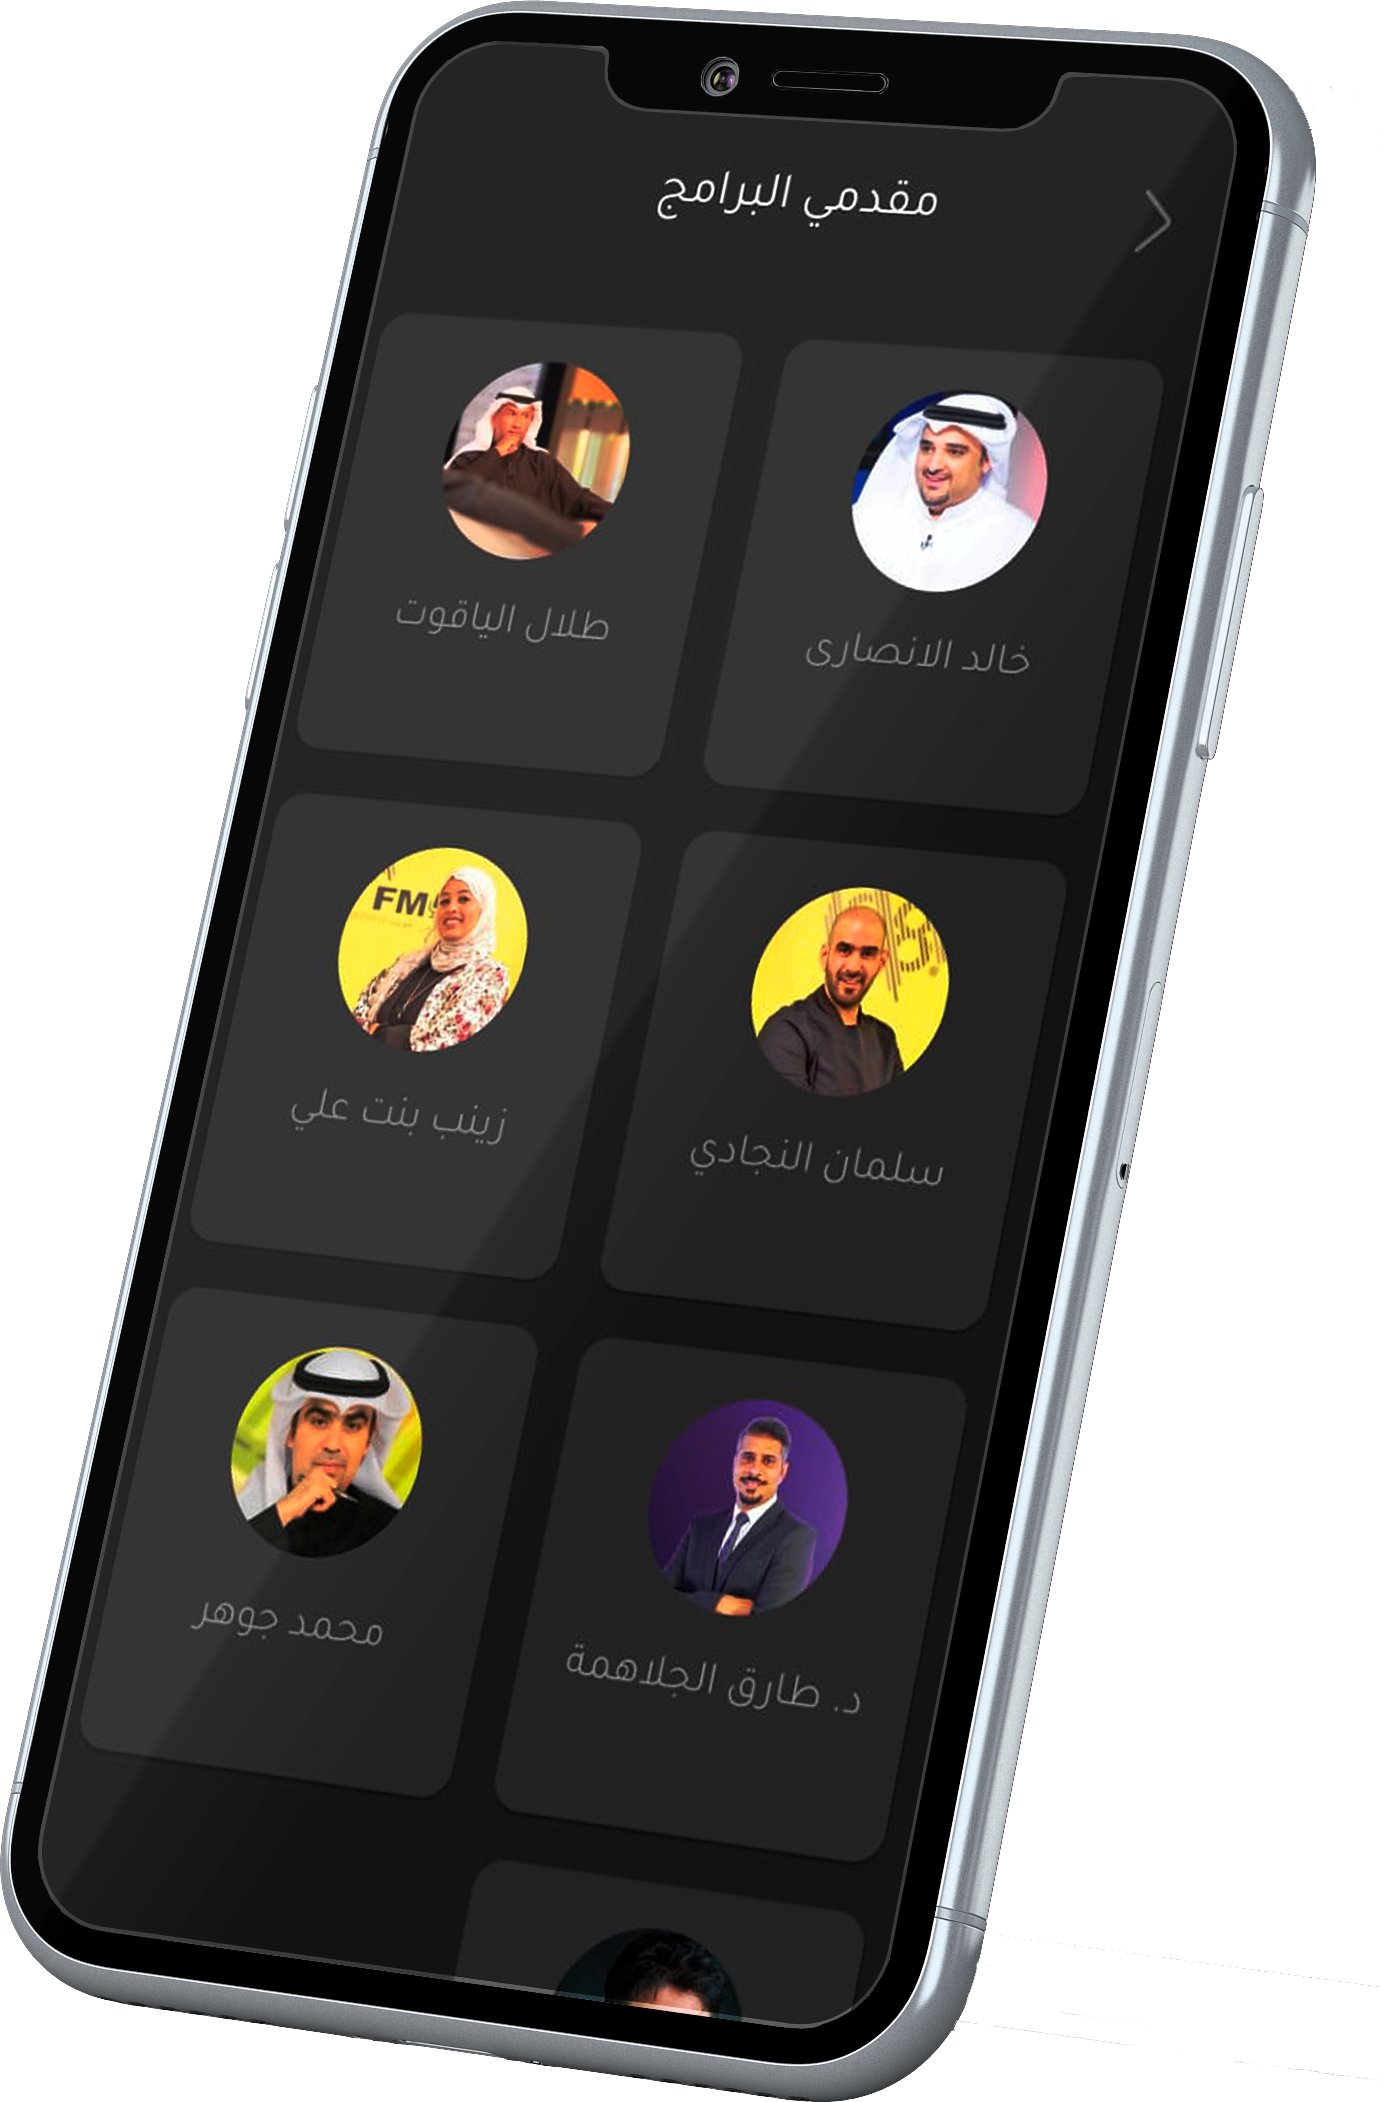 مقدمي البرامج
خالد الانصارى
طلال الياقوت
FM
سلمان النجادي
زينب بنت علي
د. طارق الجلاهمة
محمد جوهر